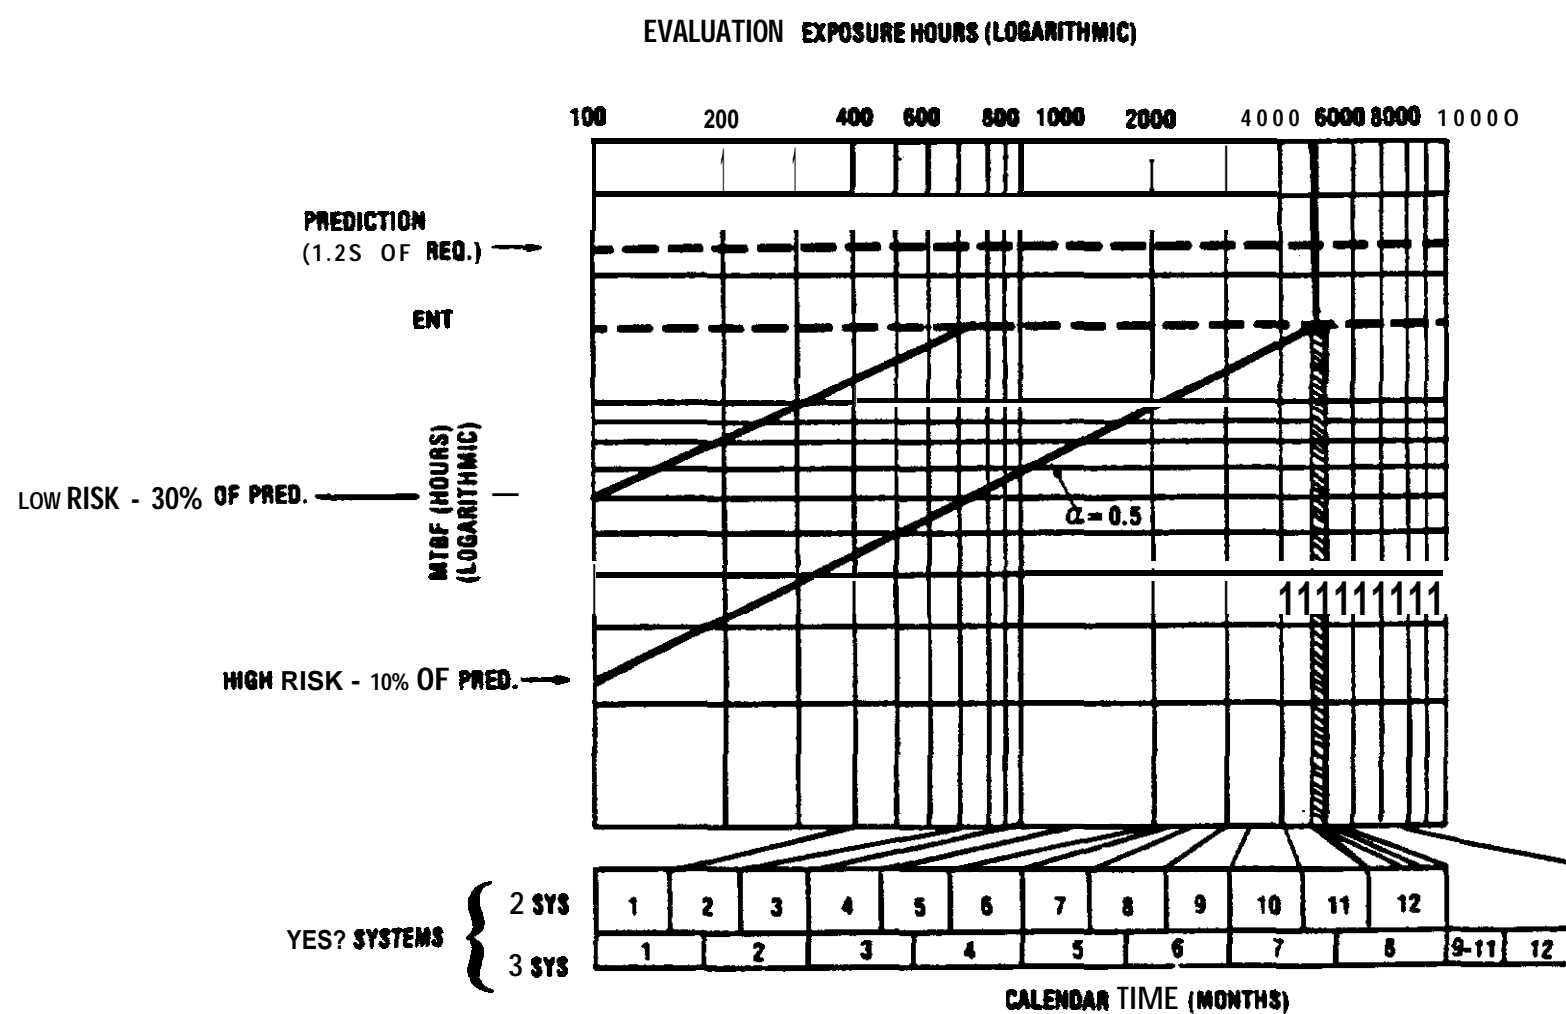 EVALUATION EXPOSURE HOURS (LOGARITHMIC)
100 200 400 600 800 1000 2000 4000 6000 8000 1000O
PREDICTION
(1.2S OF REQ.)
ENT
MTBF (HOURS)
(LOGARITHMIC)
LOW RISK - 30% OF PRED.
α = 0.5
111111111
HIGH RISK - 10% OF PRED.
YES? SYSTEMS
2 SYS
1 2 3 4 5 6 7 8 9 10 11 12
3 SYS
1 2 3 4 5 6 7 8 9-11 12
CALENDAR TIME (MONTHS)